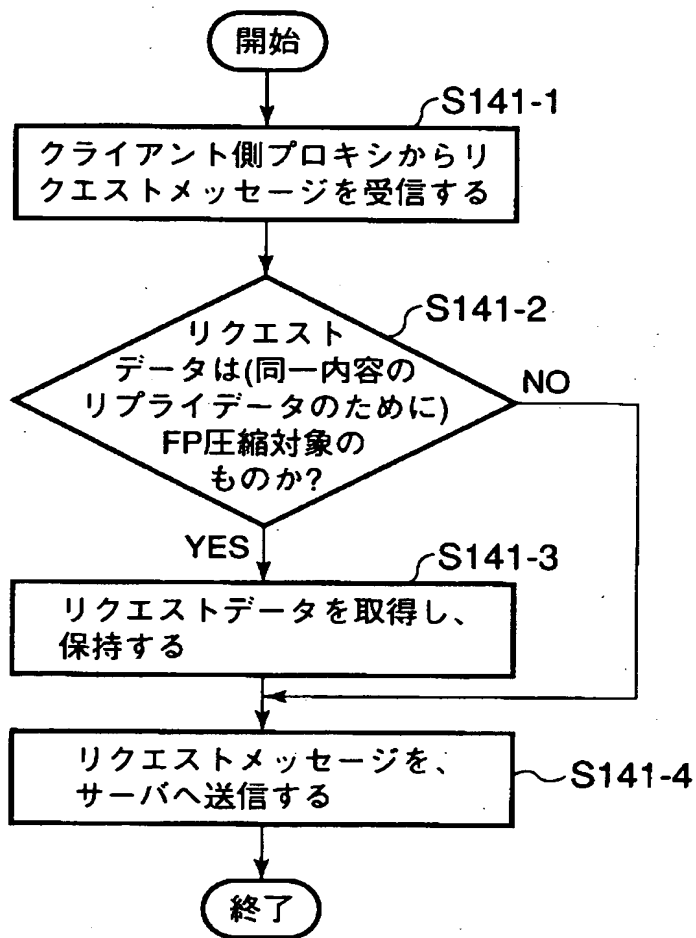 開始
S141-1
クライアント側プロキシからリ
クエストメッセージを受信する
S141-2
リクエスト
データは(同一内容の
リプライデータのために)
FP圧縮対象の
ものか?
NO
YES
S141-3
リクエストデータを取得し、
保持する
リクエストメッセージを、
サーバへ送信する
S141-4
終了